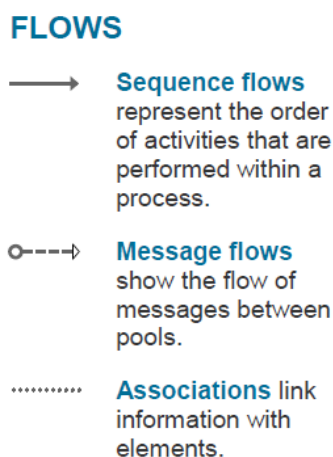 FLOWS
Sequence flows
represent the order
of activities that are
performed within a
process.
Message flows
show the flow of
messages between
pools.
Associations link
information with
elements.